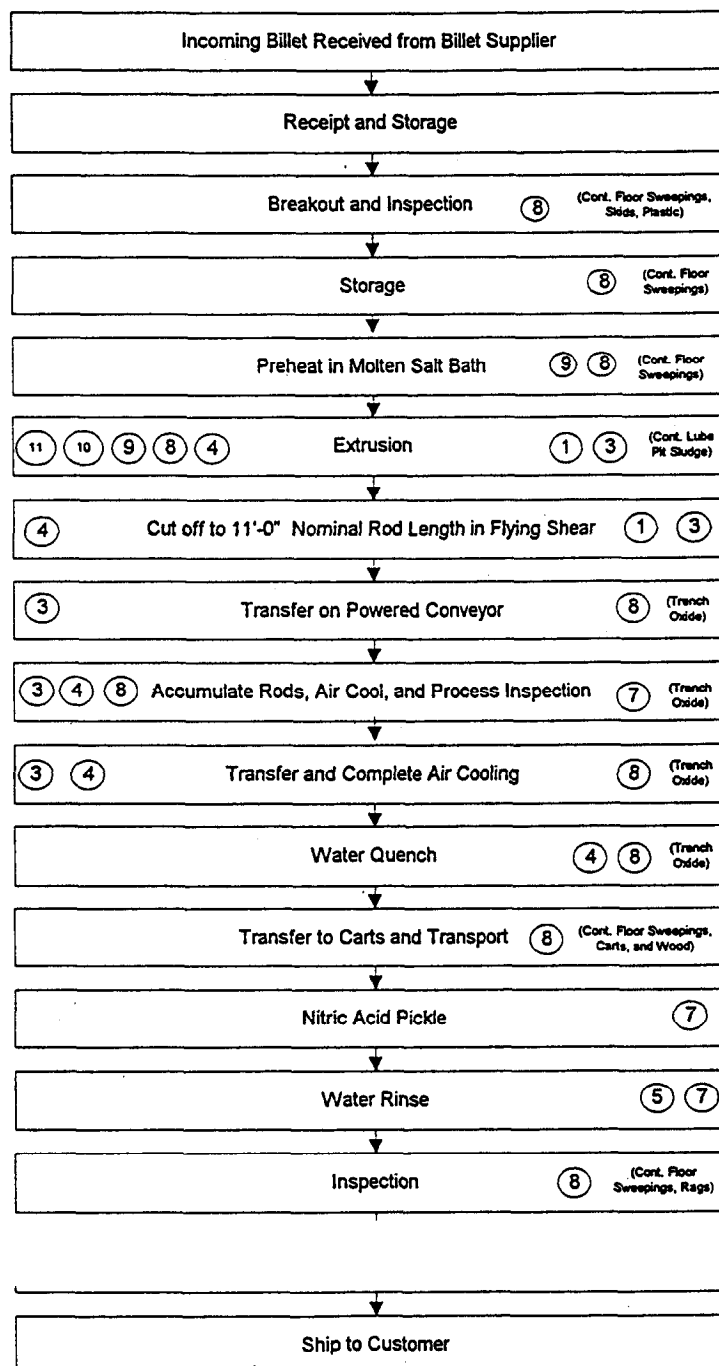 Incoming Billet Received from Billet Supplier
Receipt and Storage
Breakout and Inspection 8 (Cont. Floor Sweepings,
Skids, Plastic)
Storage 8 (Cont. Floor
Sweepings)
Preheat in Molten Salt Bath 9 8 (Cont. Floor
Sweepings)
11 10 9 8 4 Extrusion 1 3 (Cont. Lube
Pit Sludge)
4 Cut off to 11'-0" Nominal Rod Length in Flying Shear 1 3
3 Transfer on Powered Conveyor 8 (Trench
Oxide)
3 4 8 Accumulate Rods, Air Cool, and Process Inspection 7 (Trench
Oxide)
3 4 Transfer and Complete Air Cooling 8 (Trench
Oxide)
Water Quench 4 8 (Trench
Oxide)
Transfer to Carts and Transport 8 (Cont. Floor Sweepings,
Carts, and Wood)
Nitric Acid Pickle 7
Water Rinse 5 7
Inspection 8 (Cont. Floor
Sweepings, Rags)
Ship to Customer